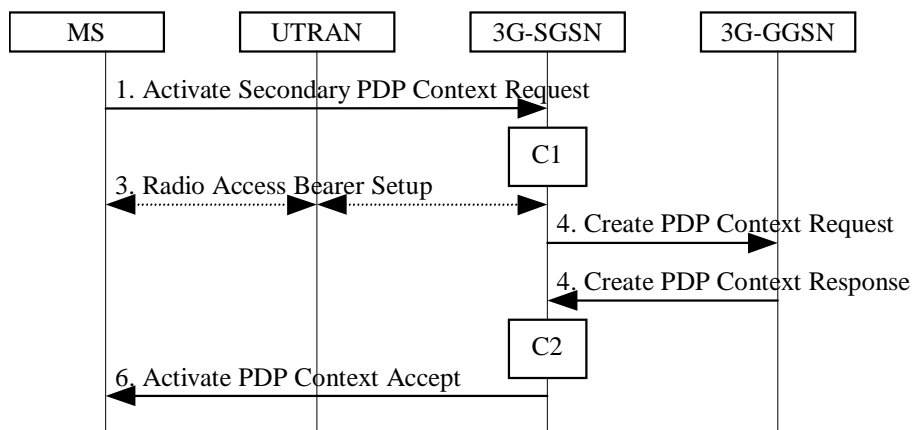 MS UTRAN 3G-SGSN 3G-GGSN
1. Activate Secondary PDP Context Request
C1
3. Radio Access Bearer Setup
4. Create PDP Context Request
4. Create PDP Context Response
C2
6. Activate PDP Context Accept